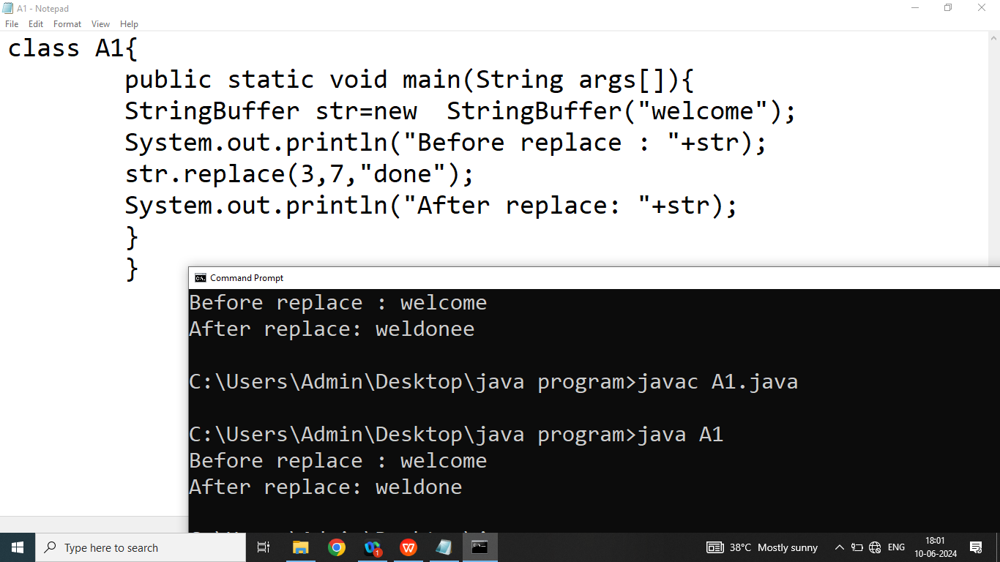 A1 - Notepad
File Edit Format View Help
class A1{
public static void main(String args[]){
StringBuffer str=new  StringBuffer("welcome");
System.out.println("Before replace : "+str);
str.replace(3,7,"done");
System.out.println("After replace: "+str);
}
}
Command Prompt
Before replace : welcome
After replace: weldonee
C:\Users\Admin\Desktop\java program>javac A1.java
C:\Users\Admin\Desktop\java program>java A1
Before replace : welcome
After replace: weldone
Type here to search
1
W
38°C Mostly sunny
ENG
18:01
10-06-2024